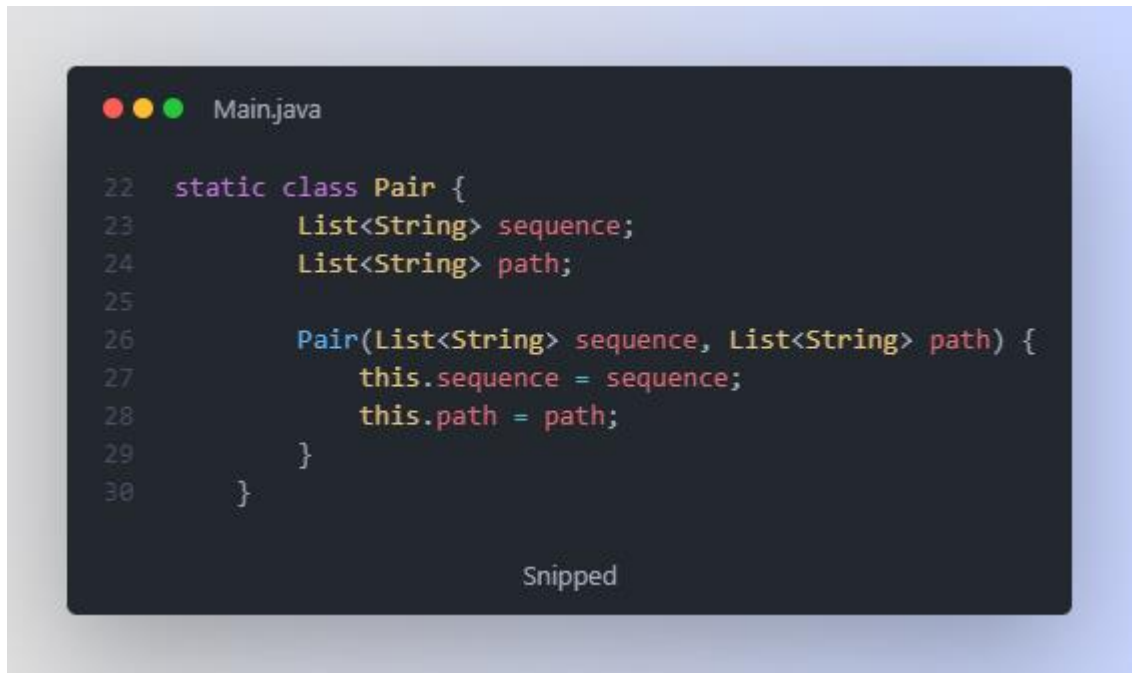 Main.java
22 static class Pair {
23 List<String> sequence;
24 List<String> path;
25
26 Pair(List<String> sequence, List<String> path) {
27 this.sequence = sequence;
28 this.path = path;
29 }
30 }
Snipped